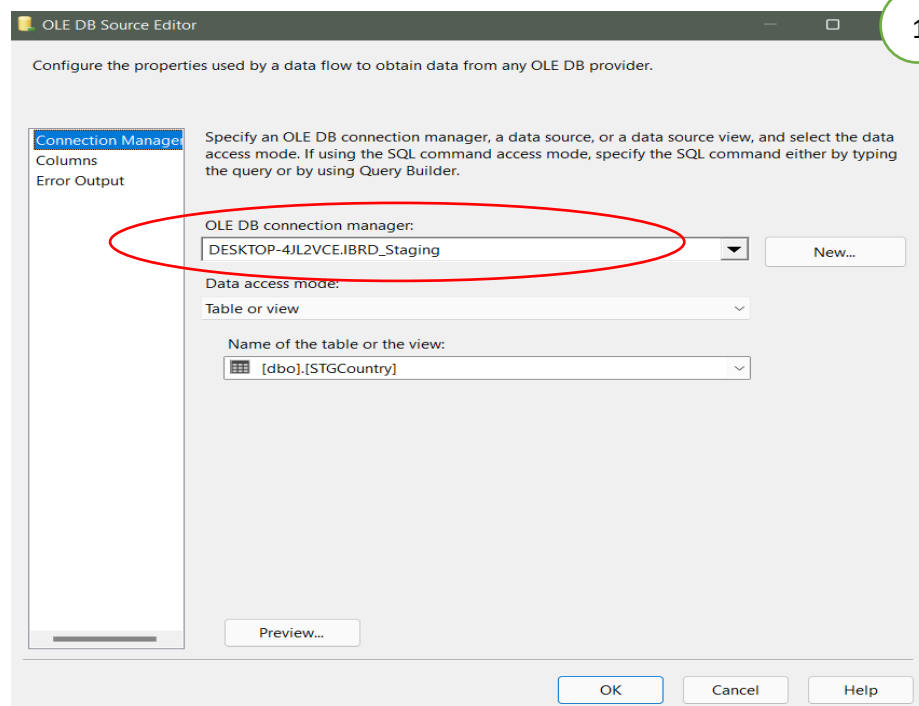 OLE DB Source Editor
1
Configure the properties used by a data flow to obtain data from any OLE DB provider.
Connection Manager
Columns
Error Output
Specify an OLE DB connection manager, a data source, or a data source view, and select the data
access mode. If using the SQL command access mode, specify the SQL command either by typing
the query or by using Query Builder.
OLE DB connection manager:
DESKTOP-4JL2VCE.IBRD_Staging
New...
Data access mode:
Table or view
Name of the table or the view:
[dbo].[STGCountry]
Preview...
OK
Cancel
Help